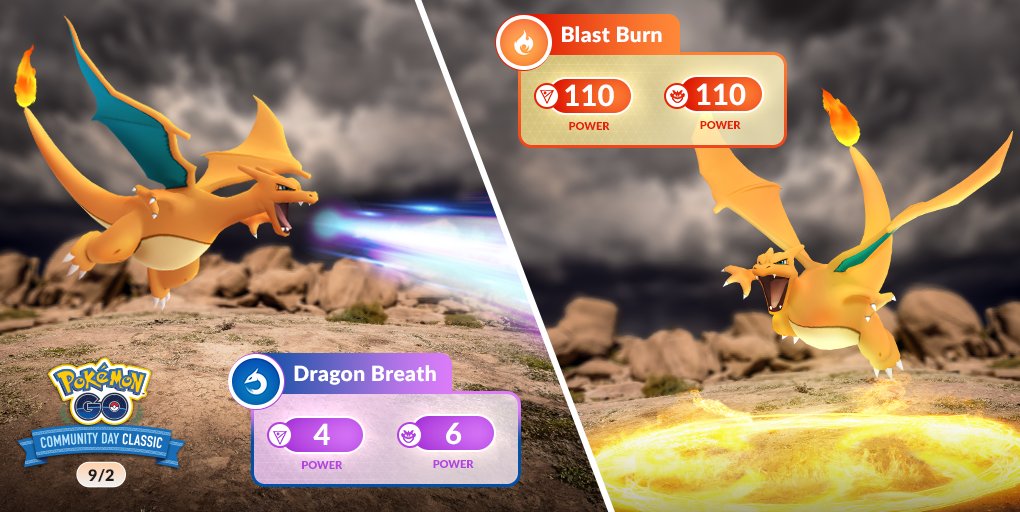 Blast Burn
110
110
POWER
POWER
Dragon Breath
4
6
POWER
POWER
POKéMON
GO
COMMUNITY DAY CLASSIC
9/2